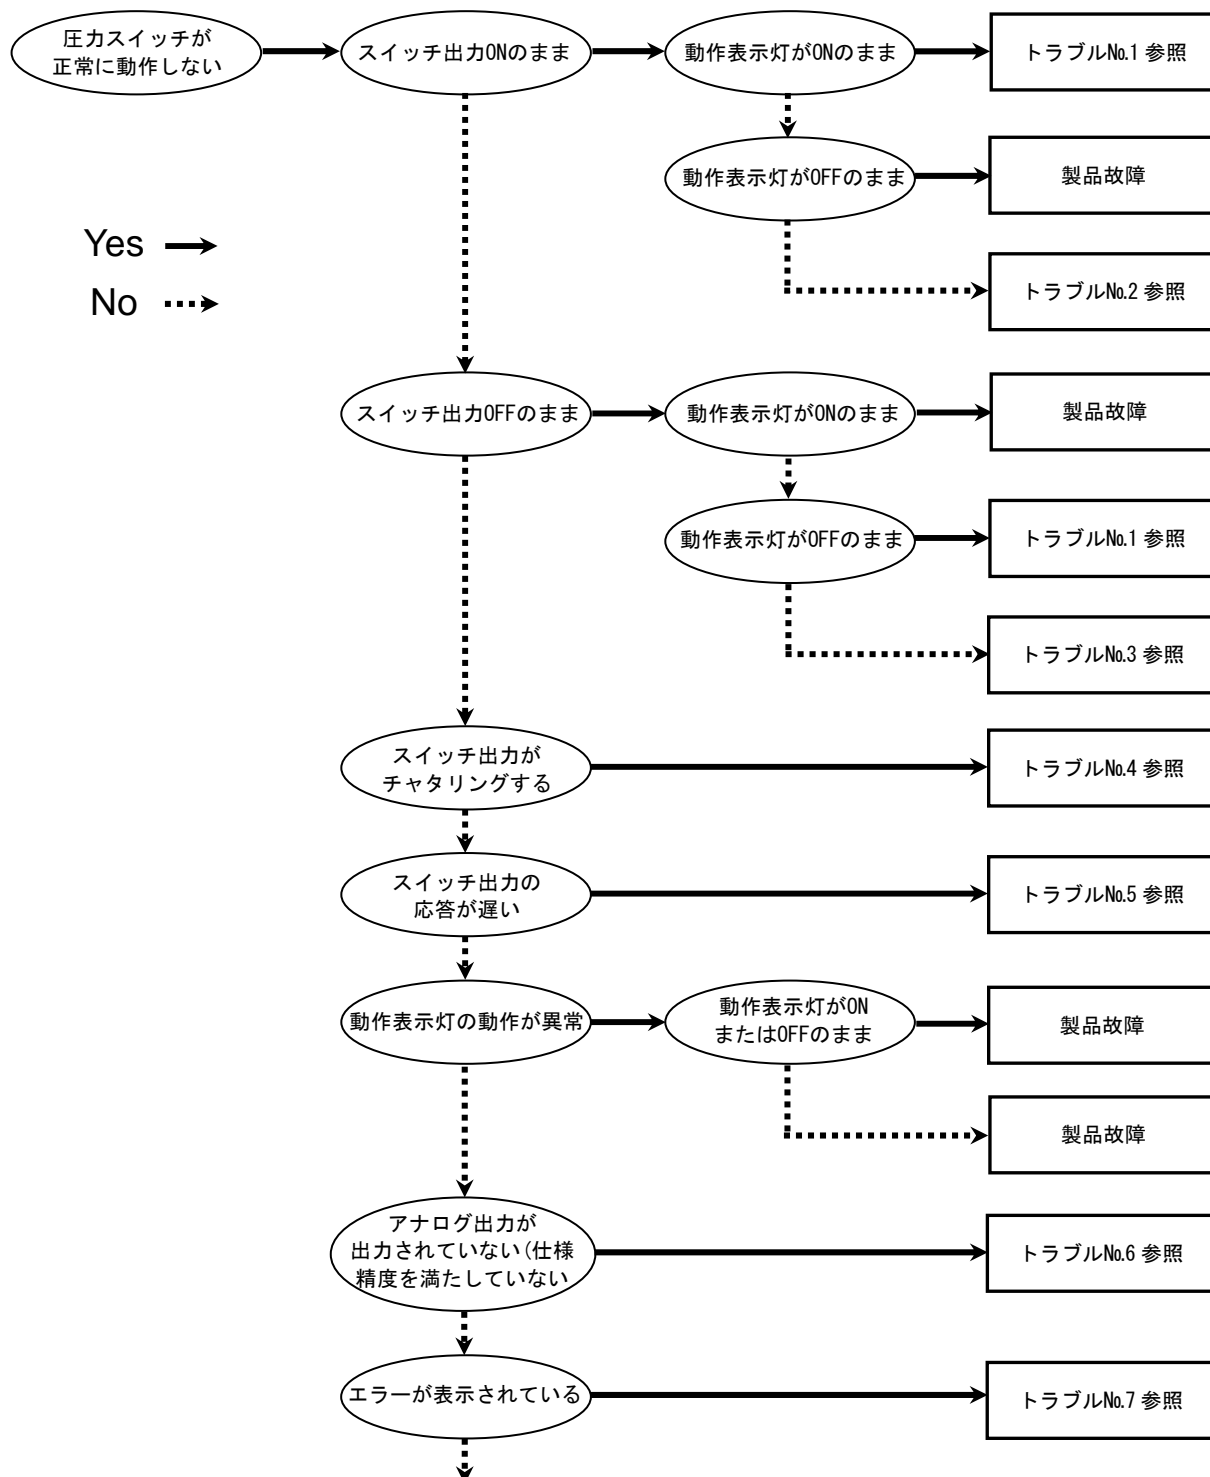 圧力スイッチが
正常に動作しない
スイッチ出力ONのまま
動作表示灯がONのまま
トラブル№1 参照
動作表示灯がOFFのまま
製品故障
Yes
No
トラブル№2 参照
スイッチ出力OFFのまま
動作表示灯がONのまま
製品故障
動作表示灯がOFFのまま
トラブル№1 参照
トラブル№3 参照
スイッチ出力が
チャタリングする
トラブル№4 参照
スイッチ出力の
応答が遅い
トラブル№5 参照
動作表示灯の動作が異常
動作表示灯がON
またはOFFのまま
製品故障
製品故障
アナログ出力が
出力されていない(仕様
精度を満たしていない
トラブル№6 参照
エラーが表示されている
トラブル№7 参照